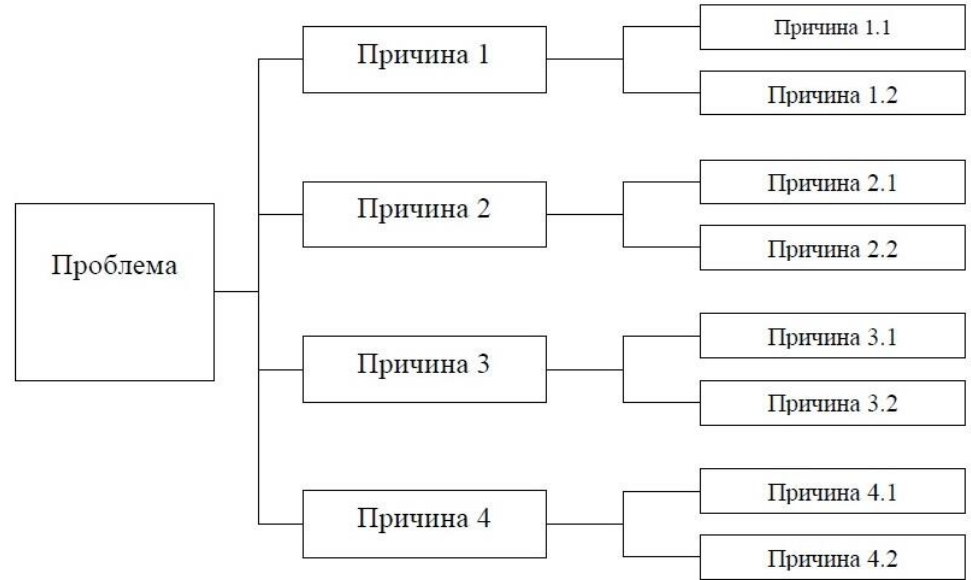 Проблема
Причина 1
Причина 1.1
Причина 1.2
Причина 2
Причина 2.1
Причина 2.2
Причина 3
Причина 3.1
Причина 3.2
Причина 4
Причина 4.1
Причина 4.2